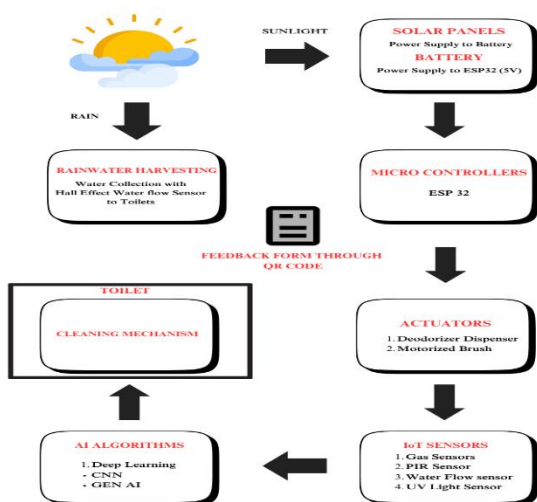 SUNLIGHT
SOLAR PANELS
Power Supply to Battery
BATTERY
Power Supply to ESP32 (5V)
RAIN
RAINWATER HARVESTING
Water Collection with
Hall Effect Water flow Sensor
to Toilets
MICRO CONTROLLERS
ESP 32
FEEDBACK FORM THROUGH
QR CODE
TOILET
CLEANING MECHANISM
ACTUATORS
1. Deodorizer Dispenser
2. Motorized Brush
AI ALGORITHMS
1. Deep Learning
- CNN
- GEN AI
IoT SENSORS
1. Gas Sensors
2. PIR Sensor
3. Water Flow sensor
4. UV Light Sensor